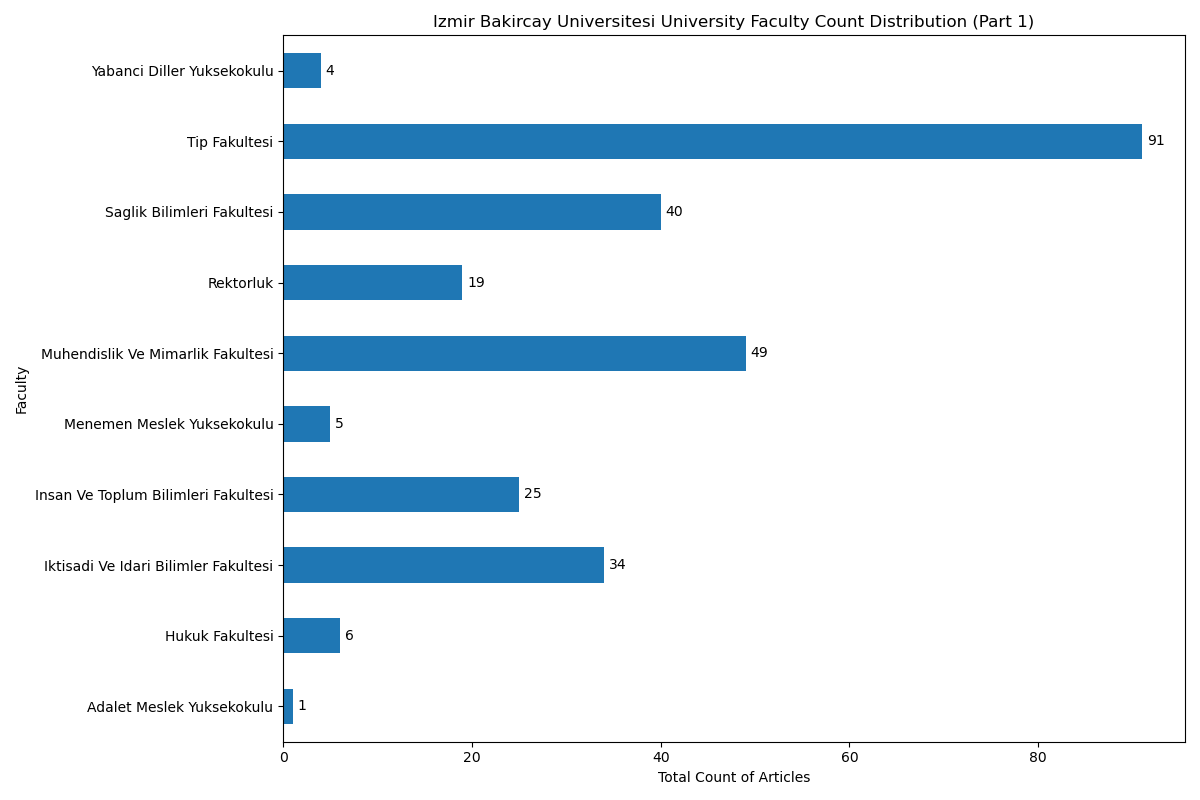 Izmir Bakircay Universitesi University Faculty Count Distribution (Part 1)
Yabanci Diller Yuksekokulu 4
Tip Fakultesi 91
Saglik Bilimleri Fakultesi 40
Rektorluk 19
Muhendislik Ve Mimarlik Fakultesi 49
Menemen Meslek Yuksekokulu 5
Insan Ve Toplum Bilimleri Fakultesi 25
Iktisadi Ve Idari Bilimler Fakultesi 34
Hukuk Fakultesi 6
Adalet Meslek Yuksekokulu 1
Faculty
0 20 40 60 80
Total Count of Articles